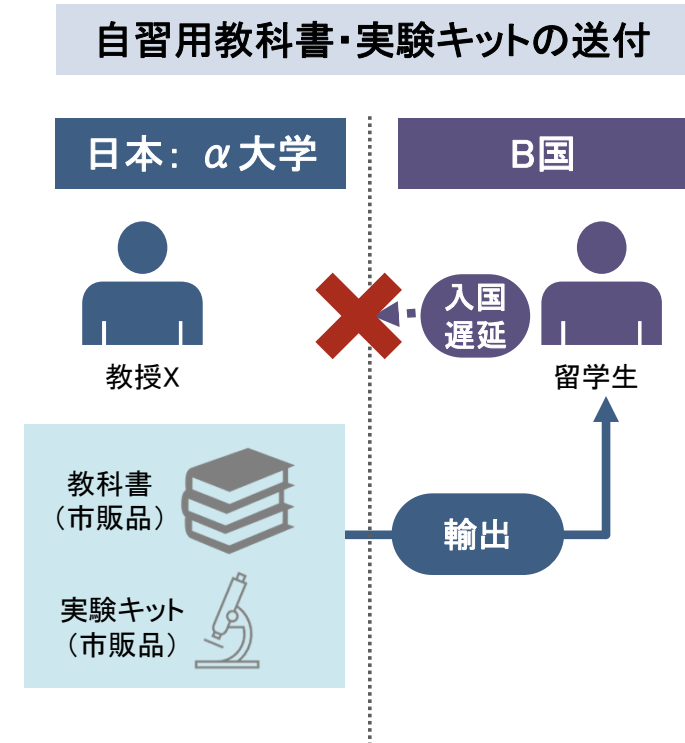 自習用教科書・実験キットの送付
日本： α大学
B国
入国
遅延
教授X
留学生
教科書
（市販品）
輸出
実験キット
（市販品）